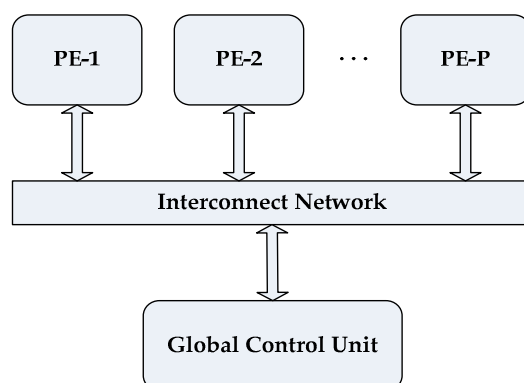 PE-1 PE-2 ... PE-P
Interconnect Network
Global Control Unit